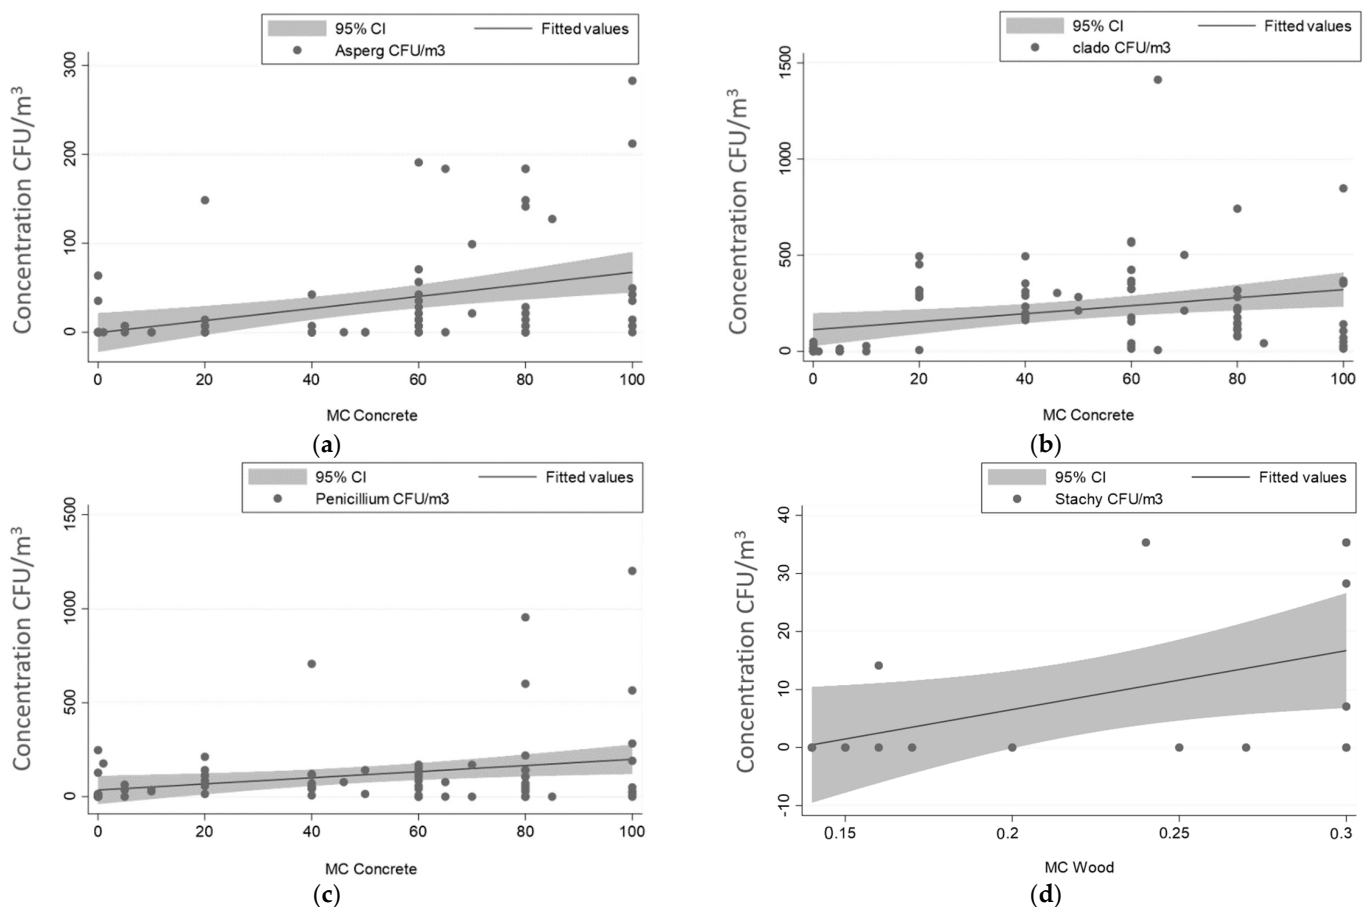 95% CI Fitted values
Asperg CFU/m3
Concentration CFU/m³
300
200
100
0
0 20 40 60 80 100
MC Concrete
(a)
95% CI Fitted values
clado CFU/m3
Concentration CFU/m³
1500
1000
500
0
0 20 40 60 80 100
MC Concrete
(b)
95% CI Fitted values
Penicillium CFU/m3
Concentration CFU/m³
1500
1000
500
0
0 20 40 60 80 100
MC Concrete
(c)
95% CI Fitted values
Stachy CFU/m3
Concentration CFU/m³
40
30
20
10
0
-10
0.15 0.2 0.25 0.3
MC Wood
(d)